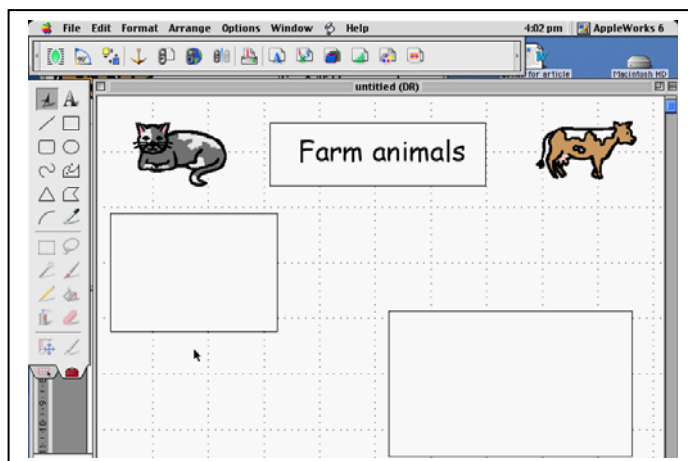 File Edit Format Arrange Options Window Help 4:02 pm AppleWorks 6
for article Macintosh HD
untitled (DR)
A
Farm animals